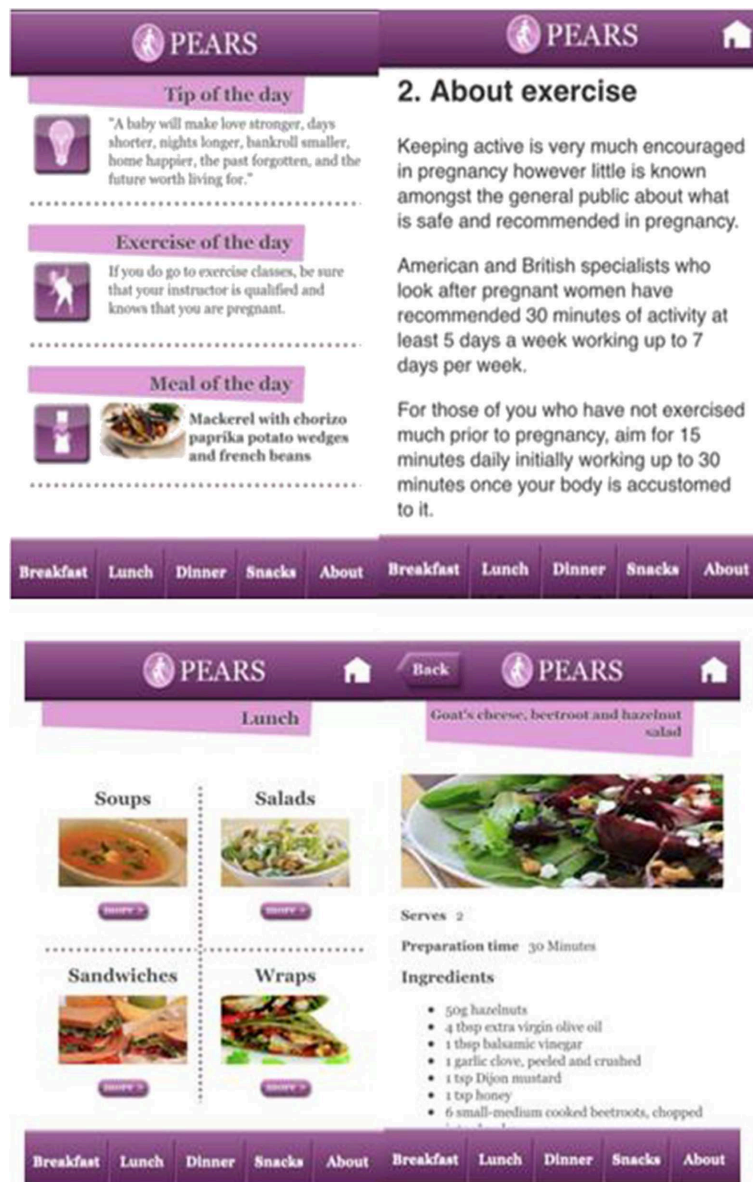 PEARS
Tip of the day
"A baby will make love stronger, days
shorter, nights longer, bankroll smaller,
home happier, the past forgotten, and the
future worth living for."
Exercise of the day
If you do go to exercise classes, be sure
that your instructor is qualified and
knows that you are pregnant.
Meal of the day
Mackerel with chorizo
paprika potato wedges
and french beans
Breakfast Lunch Dinner Snacks About
PEARS
2. About exercise
Keeping active is very much encouraged
in pregnancy however little is known
amongst the general public about what
is safe and recommended in pregnancy.
American and British specialists who
look after pregnant women have
recommended 30 minutes of activity at
least 5 days a week working up to 7
days per week.
For those of you who have not exercised
much prior to pregnancy, aim for 15
minutes daily initially working up to 30
minutes once your body is accustomed
to it.
Breakfast Lunch Dinner Snacks About
PEARS
Lunch
Soups
more >
Salads
more >
Sandwiches
more >
Wraps
more >
Breakfast Lunch Dinner Snacks About
Back PEARS
Goat's cheese, beetroot and hazelnut
salad
Serves 2
Preparation time 30 Minutes
Ingredients
• 50g hazelnuts
• 4 tbsp extra virgin olive oil
• 1 tbsp balsamic vinegar
• 1 garlic clove, peeled and crushed
• 1 tsp Dijon mustard
• 1 tsp honey
• 6 small-medium cooked beetroots, chopped
Breakfast Lunch Dinner Snacks About